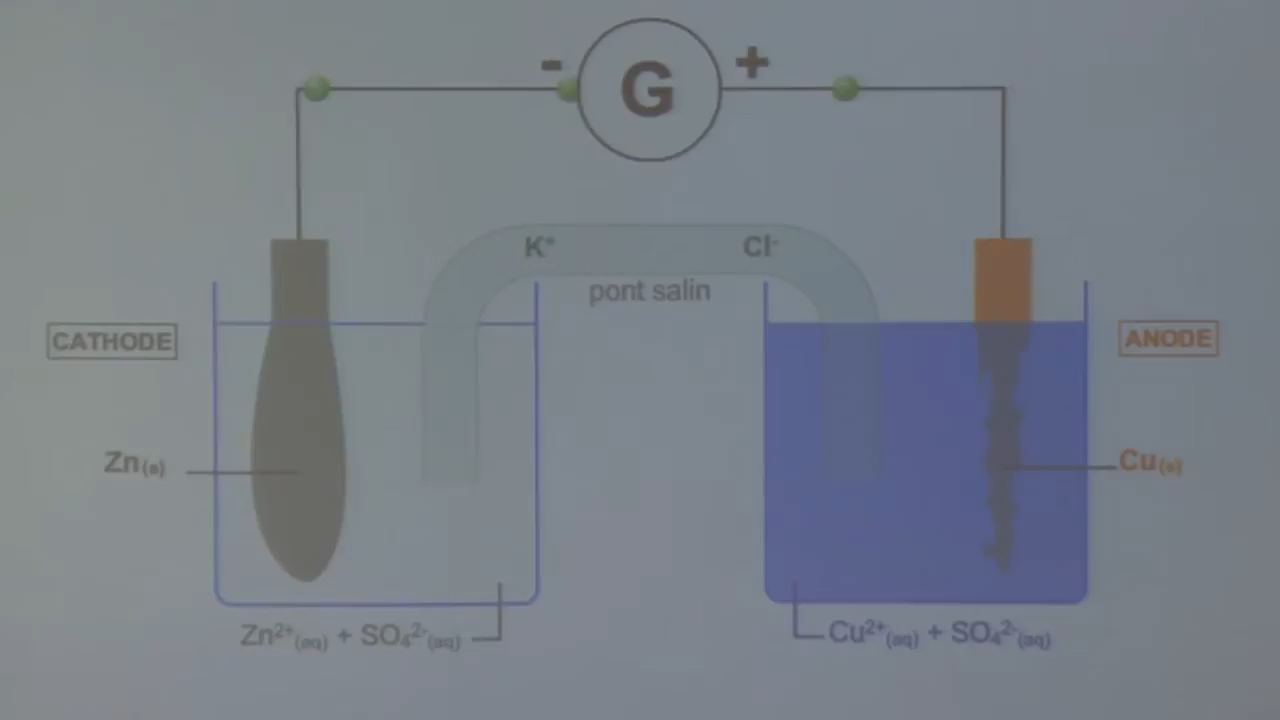 - G +
K⁺ Cl⁻
pont salin
CATHODE
ANODE
Zn(s)
Cu(s)
Zn²⁺(aq) + SO₄²⁻(aq)
Cu²⁺(aq) + SO₄²⁻(aq)